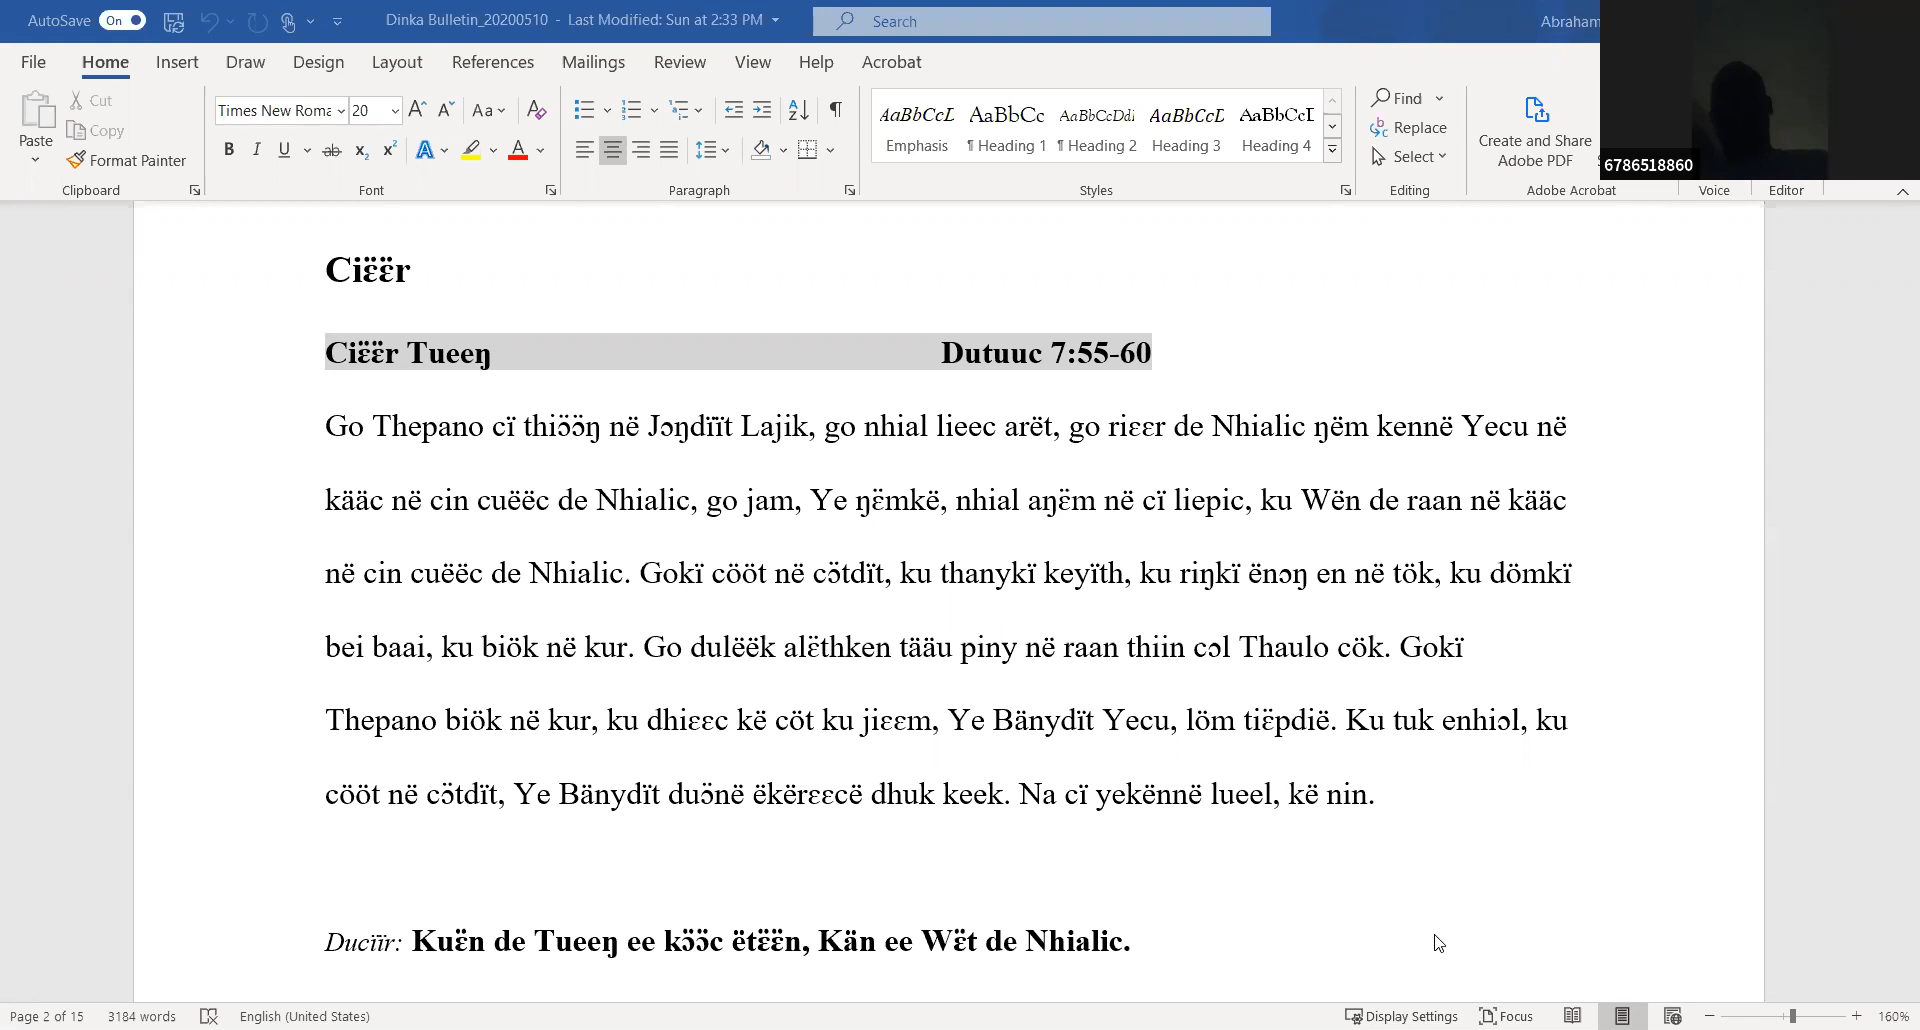 AutoSave On Dinka Bulletin_20200510 - Last Modified: Sun at 2:33 PM Search Abraham
File Home Insert Draw Design Layout References Mailings Review View Help Acrobat
Paste Cut Copy Format Painter
Clipboard
Times New Roma 20
Font
Paragraph
AaBbCcL AaBbCc AaBbCcDdI AaBbCcL AaBbCcL
Emphasis ¶ Heading 1 ¶ Heading 2 Heading 3 Heading 4
Styles
Find
Replace
Select
Editing
Create and Share
Adobe PDF
Adobe Acrobat
Voice
Editor
6786518860
Ciɛ̈ɛ̈r
Ciɛ̈ɛ̈r Tueeŋ Dutuuc 7:55-60
Go Thepano cï thiɔ̈ɔ̈ŋ në Jɔŋdïït Lajik, go nhial lieec arët, go riɛɛr de Nhialic ŋëm kennë Yecu në
kääc në cin cuëëc de Nhialic, go jam, Ye ŋɛ̈mkë, nhial aŋɛ̈m në cï liepic, ku Wën de raan në kääc
në cin cuëëc de Nhialic. Gokï cööt në cɔ̈tdït, ku thanykï keyïth, ku riŋkï ënɔŋ en në tök, ku dömkï
bei baai, ku biök në kur. Go dulëëk alɛ̈thken tääu piny në raan thiin cɔl Thaulo cök. Gokï
Thepano biök në kur, ku dhiɛɛc kë cöt ku jiɛɛm, Ye Bänydït Yecu, löm tiɛ̈pdië. Ku tuk enhiɔl, ku
cööt në cɔ̈tdït, Ye Bänydït duɔ̈në ëkërɛɛcë dhuk keek. Na cï yekënnë lueel, kë nin.
Duciïr: Kuɛ̈n de Tueeŋ ee kɔ̈ɔ̈c ëtɛ̈ɛ̈n, Kän ee Wɛ̈t de Nhialic.
Page 2 of 15 3184 words English (United States) Display Settings Focus 160%